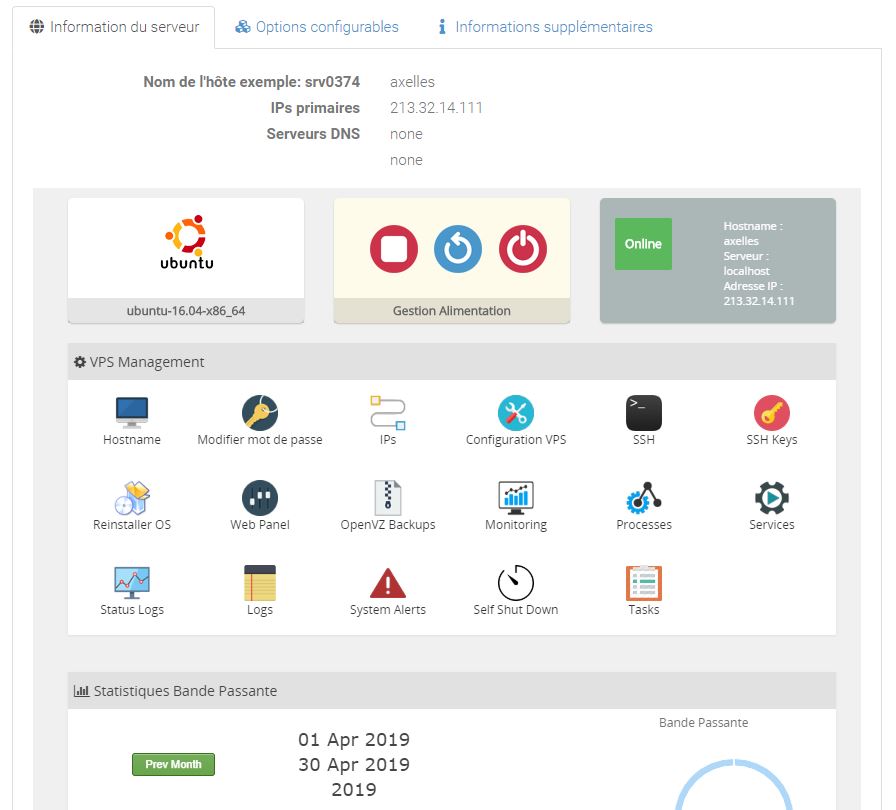 Information du serveur
Options configurables
Informations supplémentaires
Nom de l'hôte exemple: srv0374 axelles
IPs primaires 213.32.14.111
Serveurs DNS none
none
ubuntu
ubuntu-16.04-x86_64
Gestion Alimentation
Online
Hostname :
axelles
Serveur :
localhost
Adresse IP :
213.32.14.111
VPS Management
Hostname
Modifier mot de passe
IPs
Configuration VPS
>_
SSH
SSH Keys
Reinstaller OS
Web Panel
OpenVZ Backups
Monitoring
Processes
Services
Status Logs
Logs
System Alerts
Self Shut Down
Tasks
Statistiques Bande Passante
Bande Passante
Prev Month
01 Apr 2019
30 Apr 2019
2019